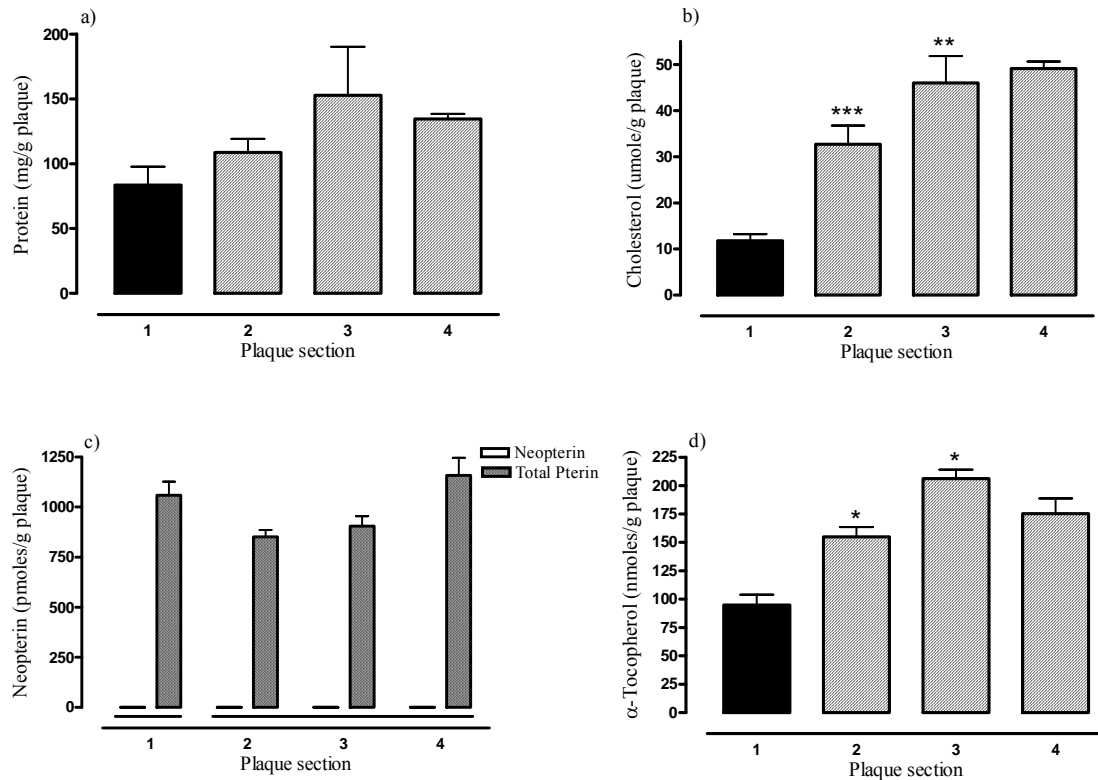 a)
200
150
100
50
0
Protein (mg/g plaque)
1 2 3 4
Plaque section
b)
50
40
30
20
10
0
Cholesterol (umole/g plaque)
***
**
1 2 3 4
Plaque section
c)
1250
1000
750
500
250
0
Neopterin (pmoles/g plaque)
Neopterin
Total Pterin
1 2 3 4
Plaque section
d)
225
200
175
150
125
100
75
50
25
0
α-Tocopherol (nmoles/g plaque)
*
*
1 2 3 4
Plaque section